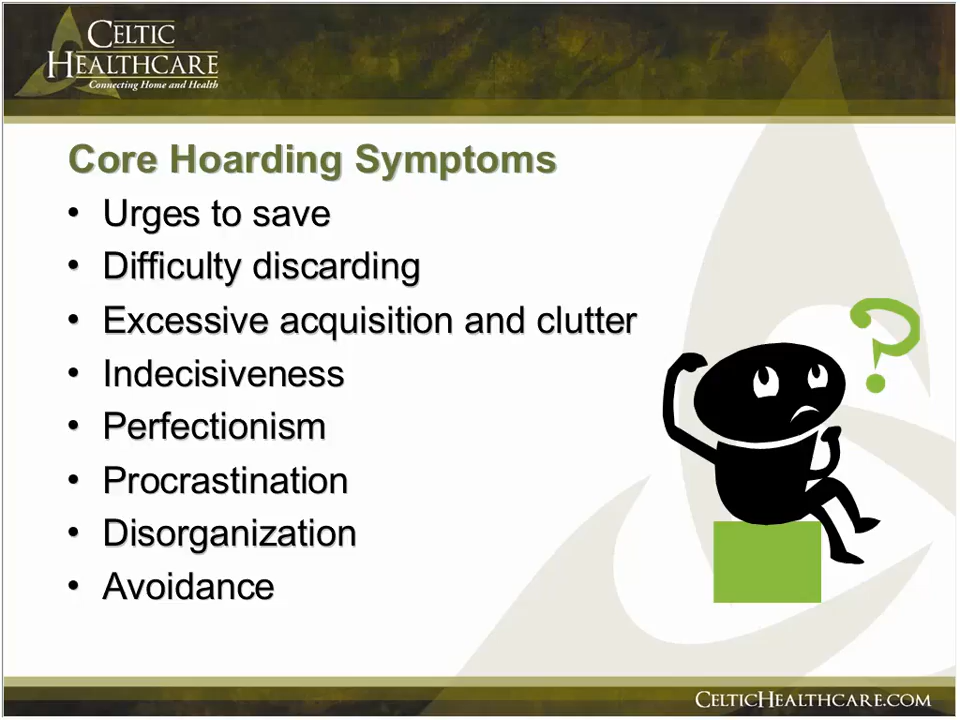 CELTIC
HEALTHCARE
Connecting Home and Health
Core Hoarding Symptoms
• Urges to save
• Difficulty discarding
• Excessive acquisition and clutter
• Indecisiveness
• Perfectionism
• Procrastination
• Disorganization
• Avoidance
?
CELTICHEALTHCARE.COM